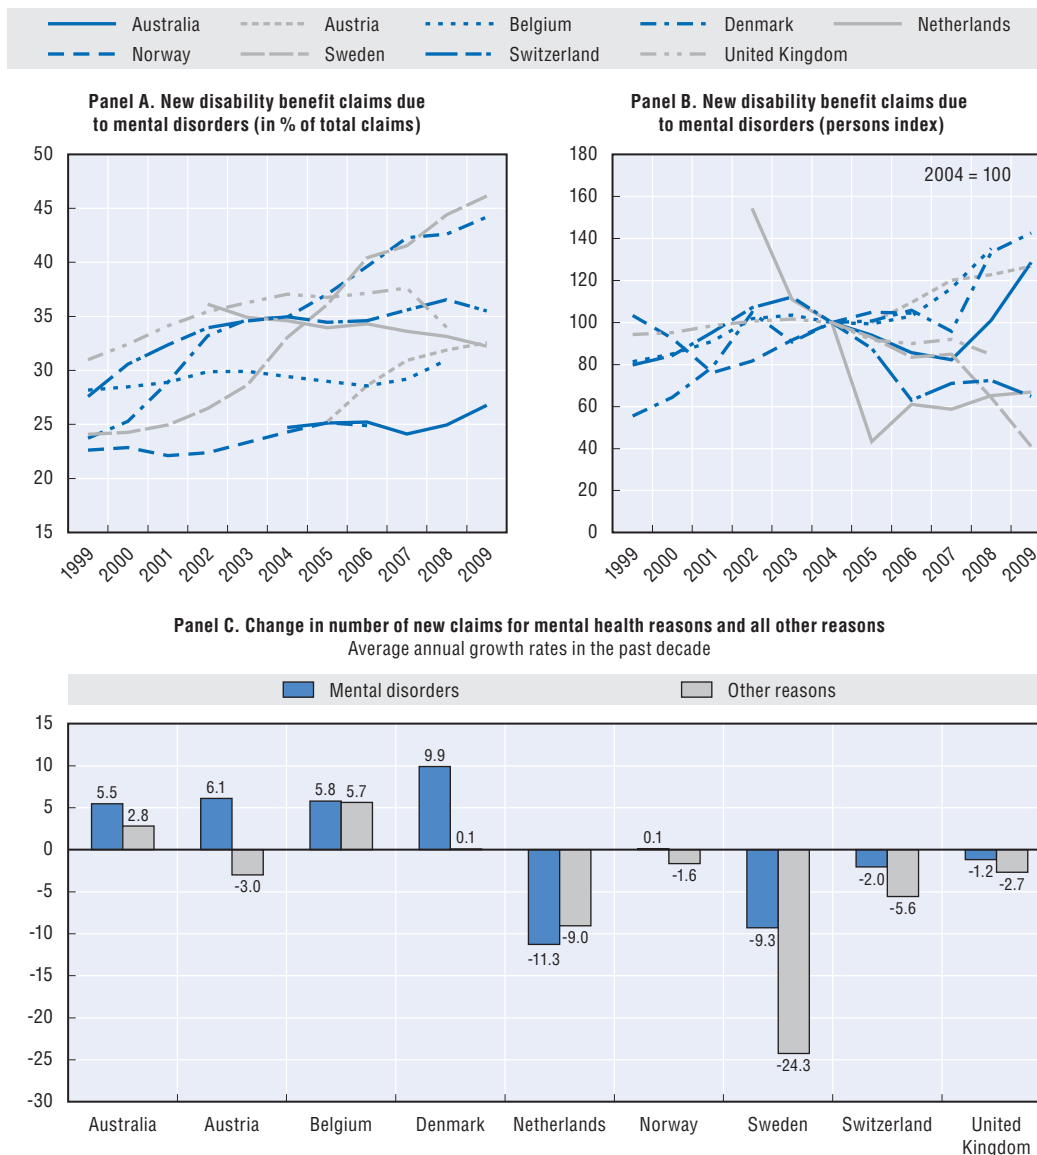 Australia Austria Belgium Denmark Netherlands
Norway Sweden Switzerland United Kingdom
Panel A. New disability benefit claims due
to mental disorders (in % of total claims)
50
45
40
35
30
25
20
15
1999 2000 2001 2002 2003 2004 2005 2006 2007 2008 2009
Panel B. New disability benefit claims due
to mental disorders (persons index)
2004 = 100
180
160
140
120
100
80
60
40
20
0
1999 2000 2001 2002 2003 2004 2005 2006 2007 2008 2009
Panel C. Change in number of new claims for mental health reasons and all other reasons
Average annual growth rates in the past decade
Mental disorders Other reasons
15
10
5
0
-5
-10
-15
-20
-25
-30
5.5 2.8 6.1 -3.0 5.8 5.7 9.9 0.1 -11.3 -9.0 0.1 -1.6 -9.3 -24.3 -2.0 -5.6 -1.2 -2.7
Australia Austria Belgium Denmark Netherlands Norway Sweden Switzerland United
Kingdom